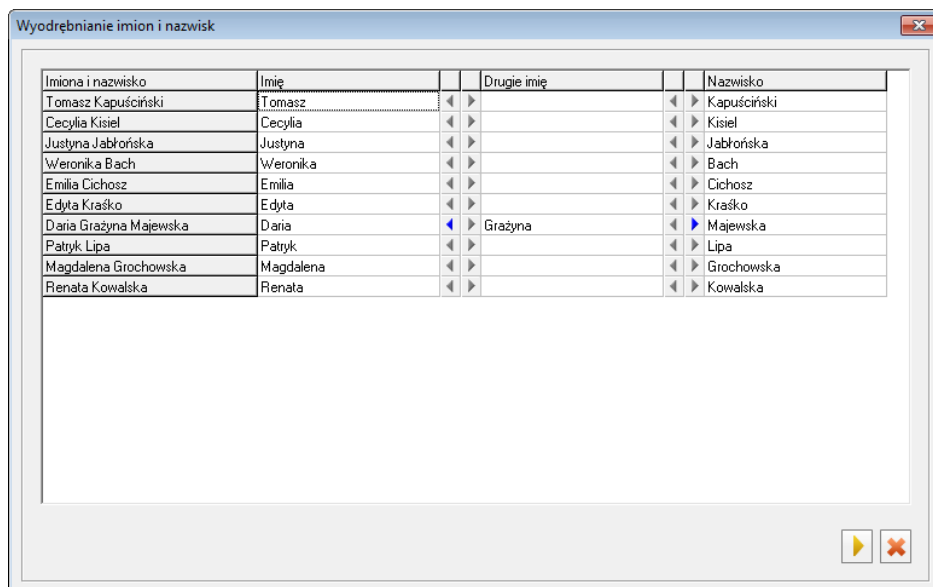 Wyodrębnianie imion i nazwisk
Imiona i nazwisko Imię Drugie imię Nazwisko
Tomasz Kapuściński Tomasz Kapuściński
Cecylia Kisiel Cecylia Kisiel
Justyna Jabłońska Justyna Jabłońska
Weronika Bach Weronika Bach
Emilia Cichosz Emilia Cichosz
Edyta Kraśko Edyta Kraśko
Daria Grażyna Majewska Daria Grażyna Majewska
Patryk Lipa Patryk Lipa
Magdalena Grochowska Magdalena Grochowska
Renata Kowalska Renata Kowalska